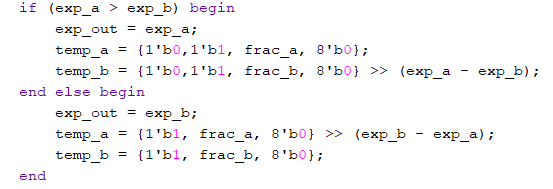 if (exp_a > exp_b) begin
    exp_out = exp_a;
    temp_a = {1'b0,1'b1, frac_a, 8'b0};
    temp_b = {1'b0,1'b1, frac_b, 8'b0} >> (exp_a - exp_b);
end else begin
    exp_out = exp_b;
    temp_a = {1'b1, frac_a, 8'b0} >> (exp_b - exp_a);
    temp_b = {1'b1, frac_b, 8'b0};
end